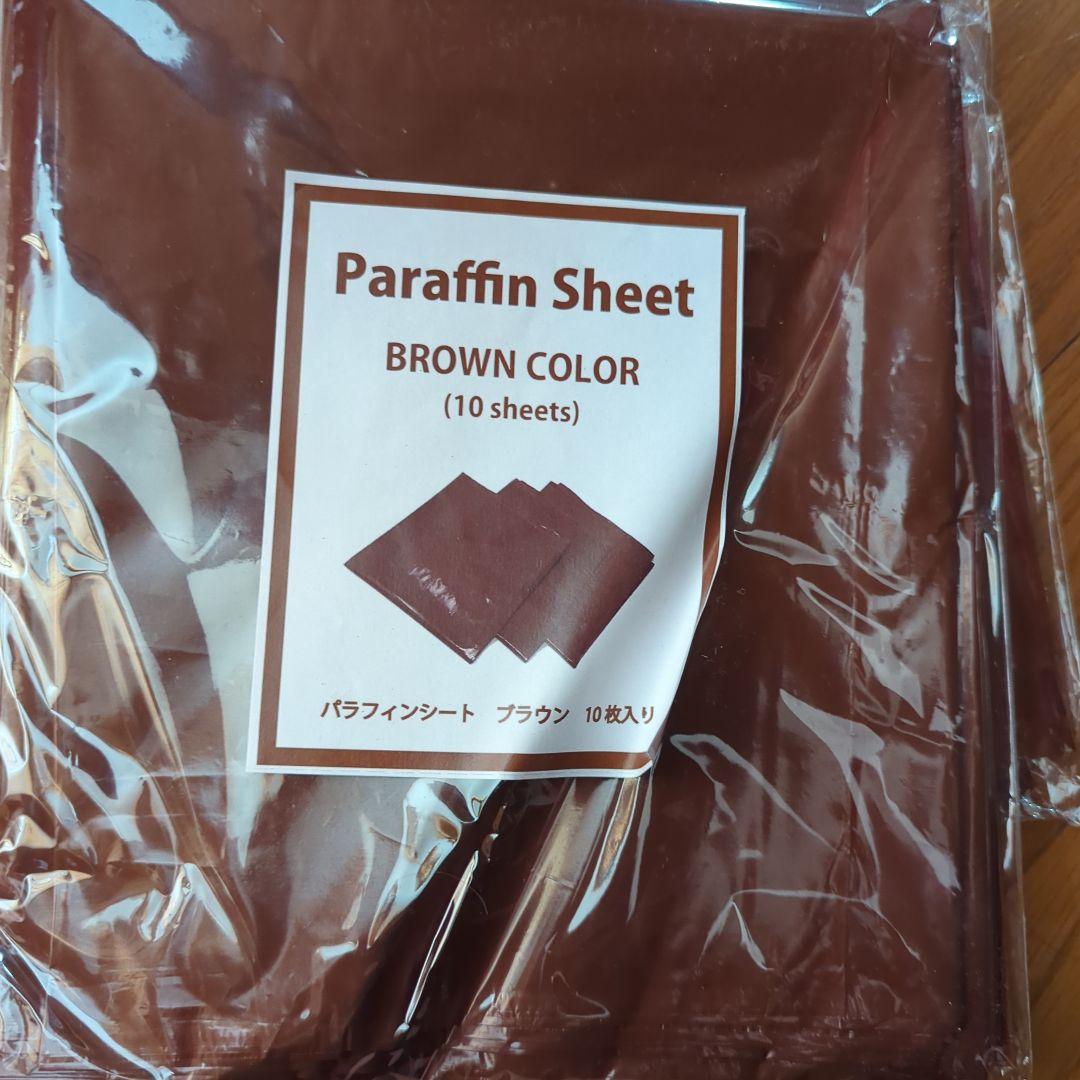 Paraffin Sheet
BROWN COLOR
(10 sheets)
パラフィンシート ブラウン 10枚入り